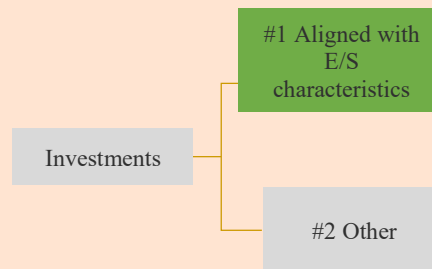 #1 Aligned with
E/S
characteristics
Investments
#2 Other